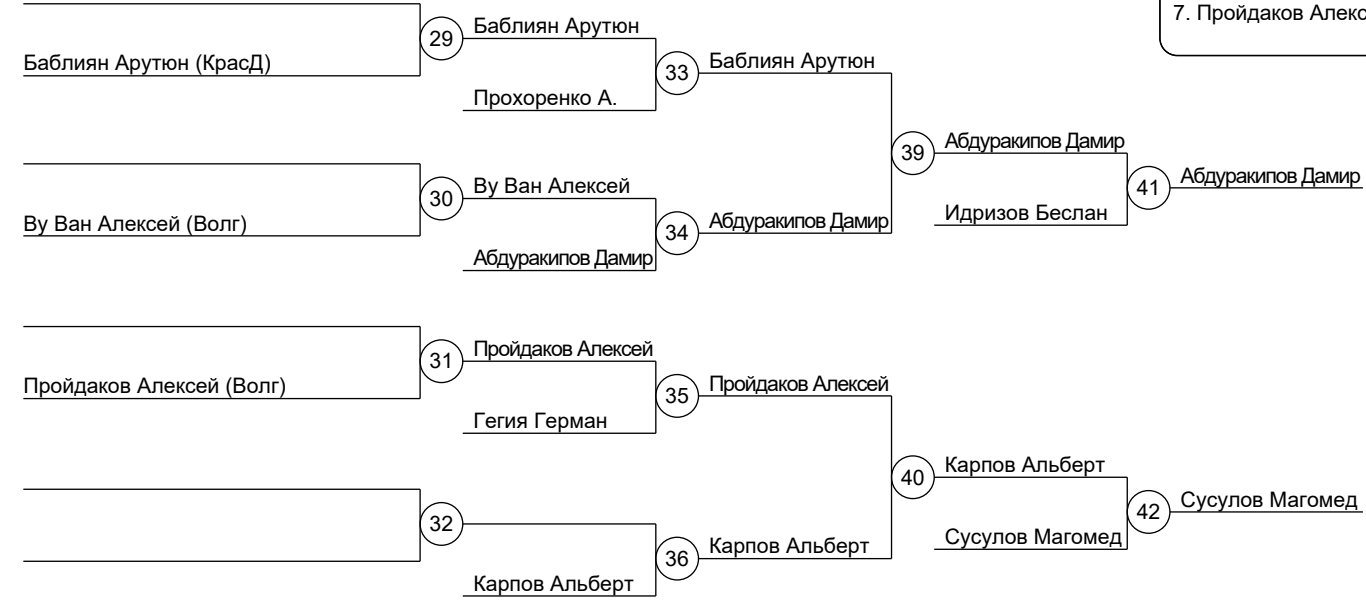 7. Пройдаков
29
Баблиян Арутюн
Баблиян Арутюн (КрасД)
33
Баблиян Арутюн
Прохоренко А.
39
Абдуракипов Дамир
30
Ву Ван Алексей
41
Абдуракипов Дамир
Ву Ван Алексей (Волг)
34
Абдуракипов Дамир
Идризов Беслан
Абдуракипов Дамир
31
Пройдаков Алексей
Пройдаков Алексей (Волг)
35
Пройдаков Алексей
Гегия Герман
40
Карпов Альберт
32
42
Сусулов Магомед
36
Карпов Альберт
Сусулов Магомед
Карпов Альберт